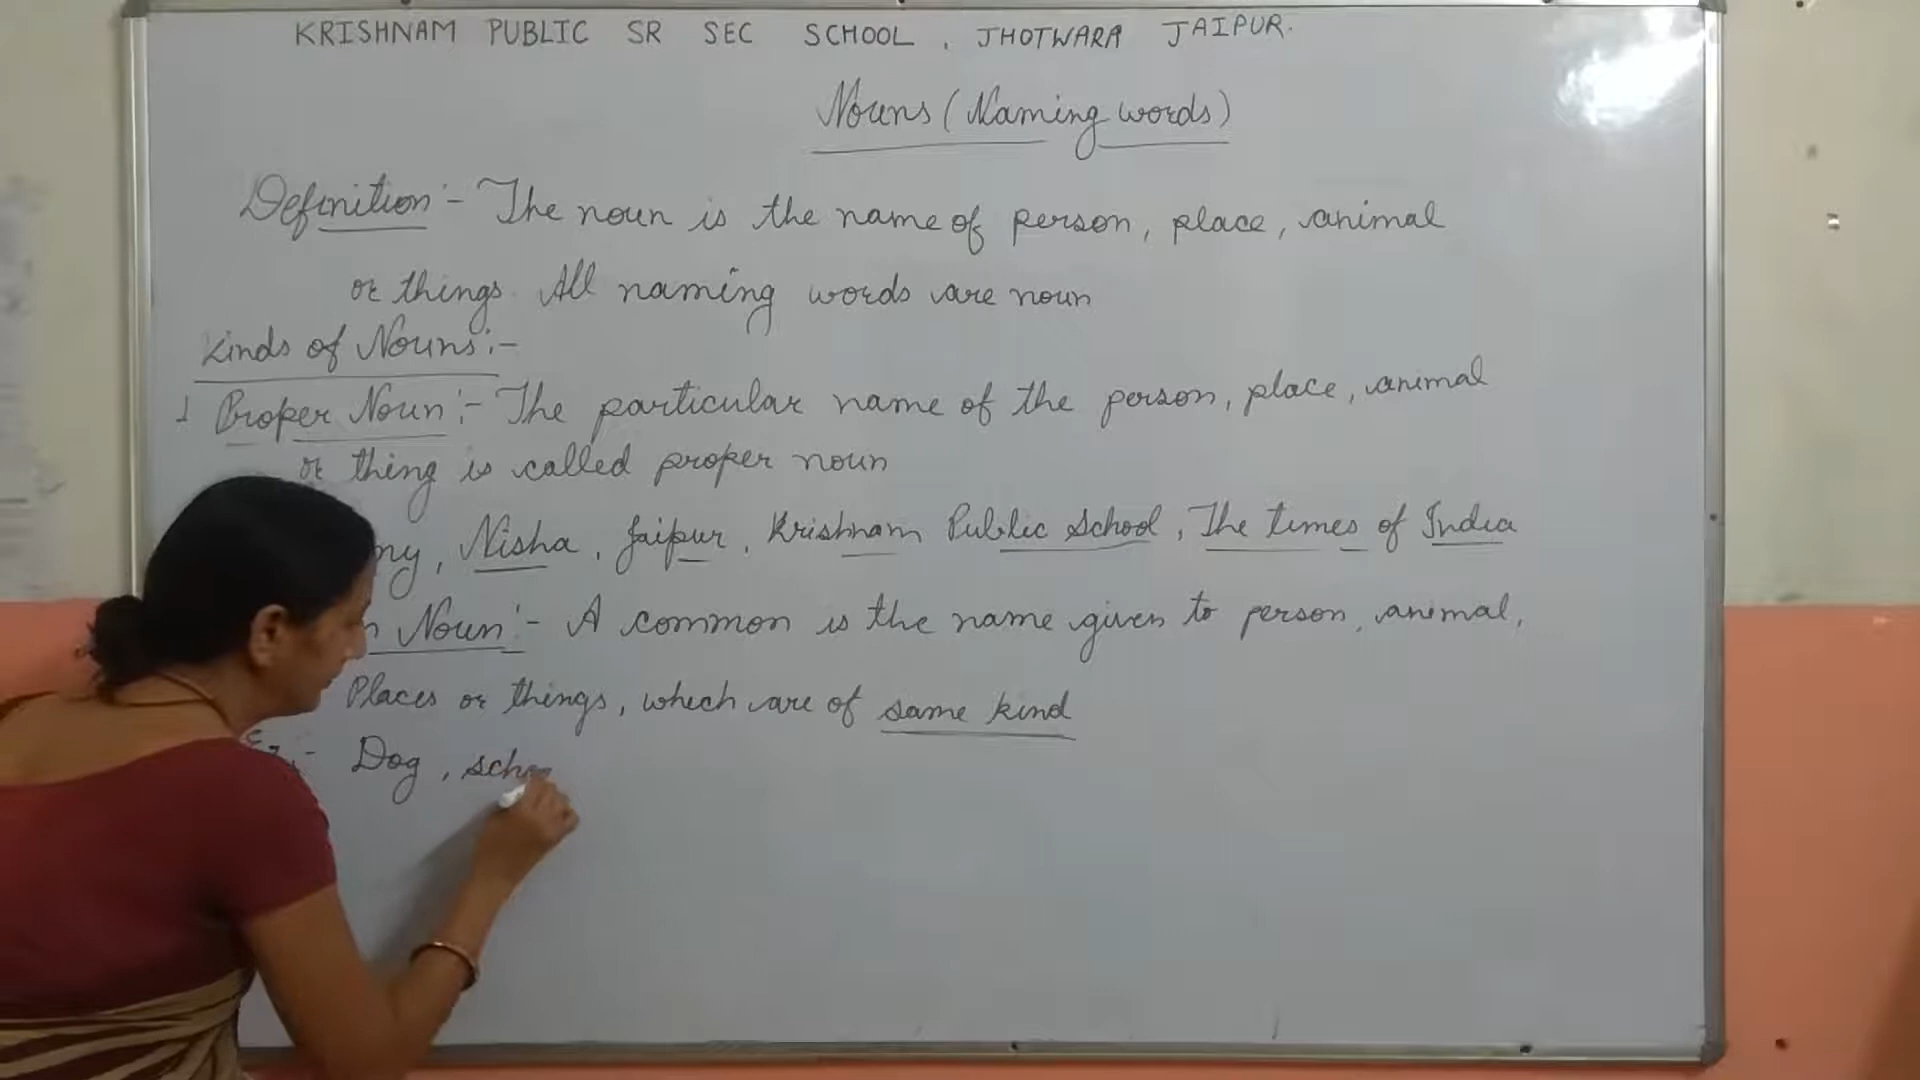 KRISHNAM PUBLIC SR SEC SCHOOL, JHOTWARA JAIPUR.
Nouns (Naming words)
Definition:- The noun is the name of person, place, animal
or things. All naming words are noun
Kinds of Nouns:-
1 Proper Noun:- The particular name of the person, place, animal
or thing is called proper noun
ny, Nisha, Jaipur, Krishnam Public School, The times of India
n Noun:- A common is the name given to person, animal,
Places or things, which are of same kind
Ex:- Dog, scho